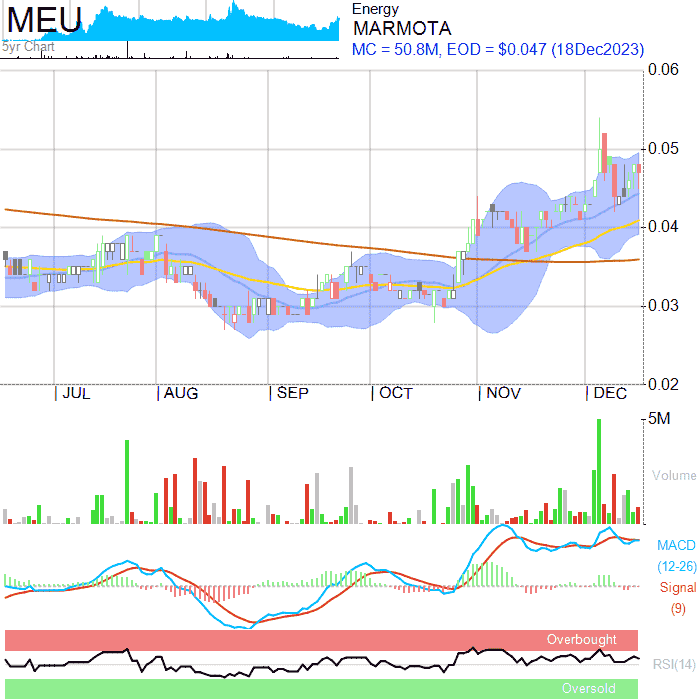 MEU
5yr Chart
Energy
MARMOTA
MC = 50.8M, EOD = $0.047 (18Dec2023)
0.06
0.05
0.04
0.03
0.02
JUL AUG SEP OCT NOV DEC
5M
Volume
MACD
(12-26)
Signal
(9)
Overbought
RSI(14)
Oversold